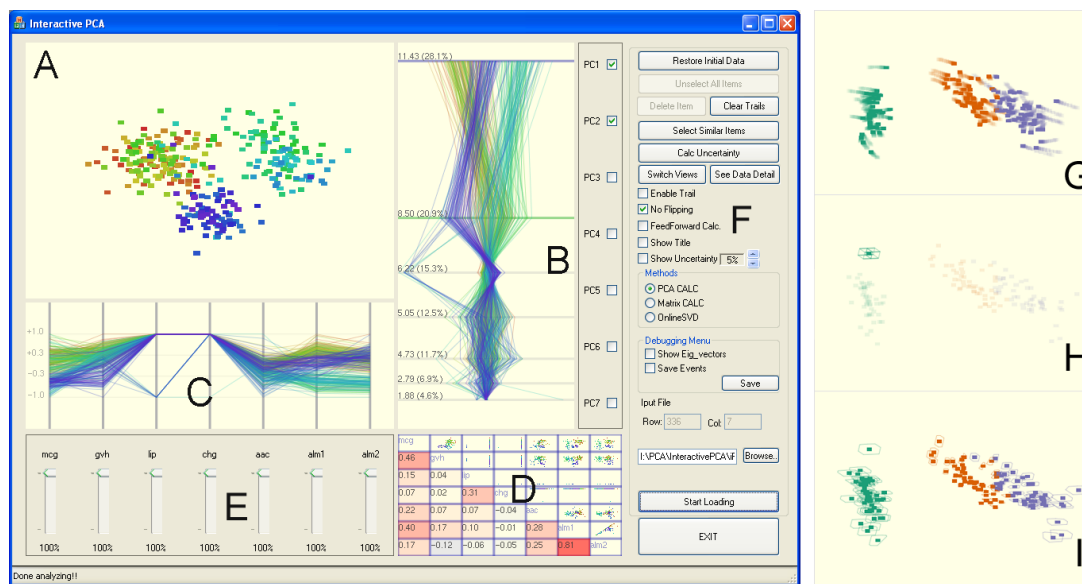 Interactive PCA
A
11.43 (28.1%)
8.50 (20.9%)
6.22 (15.3%)
5.05 (12.5%)
4.73 (11.7%)
2.79 (6.9%)
1.88 (4.6%)
B
PC1
PC2
PC3
PC4
PC5
PC6
PC7
Restore Initial Data
Unselect All Items
Delete Item Clear Trails
Select Similar Items
Calc Uncertainty
Switch Views See Data Detail
Enable Trail
No Flipping
FeedForward Calc.
Show Title
Show Uncertainty 5%
F
Methods
PCA CALC
Matrix CALC
OnlineSVD
Debugging Menu
Show Eig_vectors
Save Events
Save
Iput File
Row: 336 Col: 7
I:\PCA\InteractivePCA\iF Browse..
Start Loading
EXIT
+1.0
+0.3
-0.3
-1.0
C
mcg gvh lip chg aac alm1 alm2
E
100% 100% 100% 100% 100% 100% 100%
mcg
0.46 gvh
0.15 0.04 lip
0.07 0.02 0.31 chg
0.22 0.07 0.07 -0.04 aac
0.40 0.17 0.10 -0.01 0.28 alm1
0.17 -0.12 -0.06 -0.05 0.25 0.81 alm2
D
Done analyzing!!
G
H
I